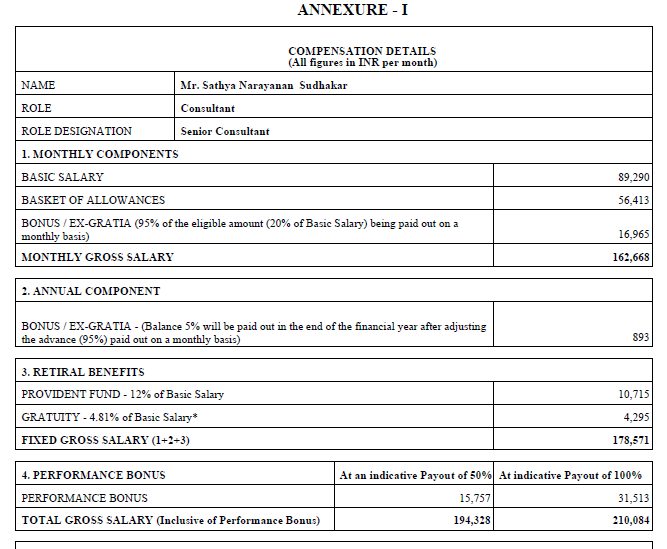 ANNEXURE - I
COMPENSATION DETAILS
(All figures in INR per month)
NAME Mr. Sathya Narayanan Sudhakar
ROLE Consultant
ROLE DESIGNATION Senior Consultant
1. MONTHLY COMPONENTS
BASIC SALARY 89,290
BASKET OF ALLOWANCES 56,413
BONUS / EX-GRATIA (95% of the eligible amount (20% of Basic Salary) being paid out on a
monthly basis) 16,965
MONTHLY GROSS SALARY 162,668
2. ANNUAL COMPONENT
BONUS / EX-GRATIA - (Balance 5% will be paid out in the end of the financial year after adjusting
the advance (95%) paid out on a monthly basis) 893
3. RETIRAL BENEFITS
PROVIDENT FUND - 12% of Basic Salary 10,715
GRATUITY - 4.81% of Basic Salary* 4,295
FIXED GROSS SALARY (1+2+3) 178,571
4. PERFORMANCE BONUS At an indicative Payout of 50% At indicative Payout of 100%
PERFORMANCE BONUS 15,757 31,513
TOTAL GROSS SALARY (Inclusive of Performance Bonus) 194,328 210,084